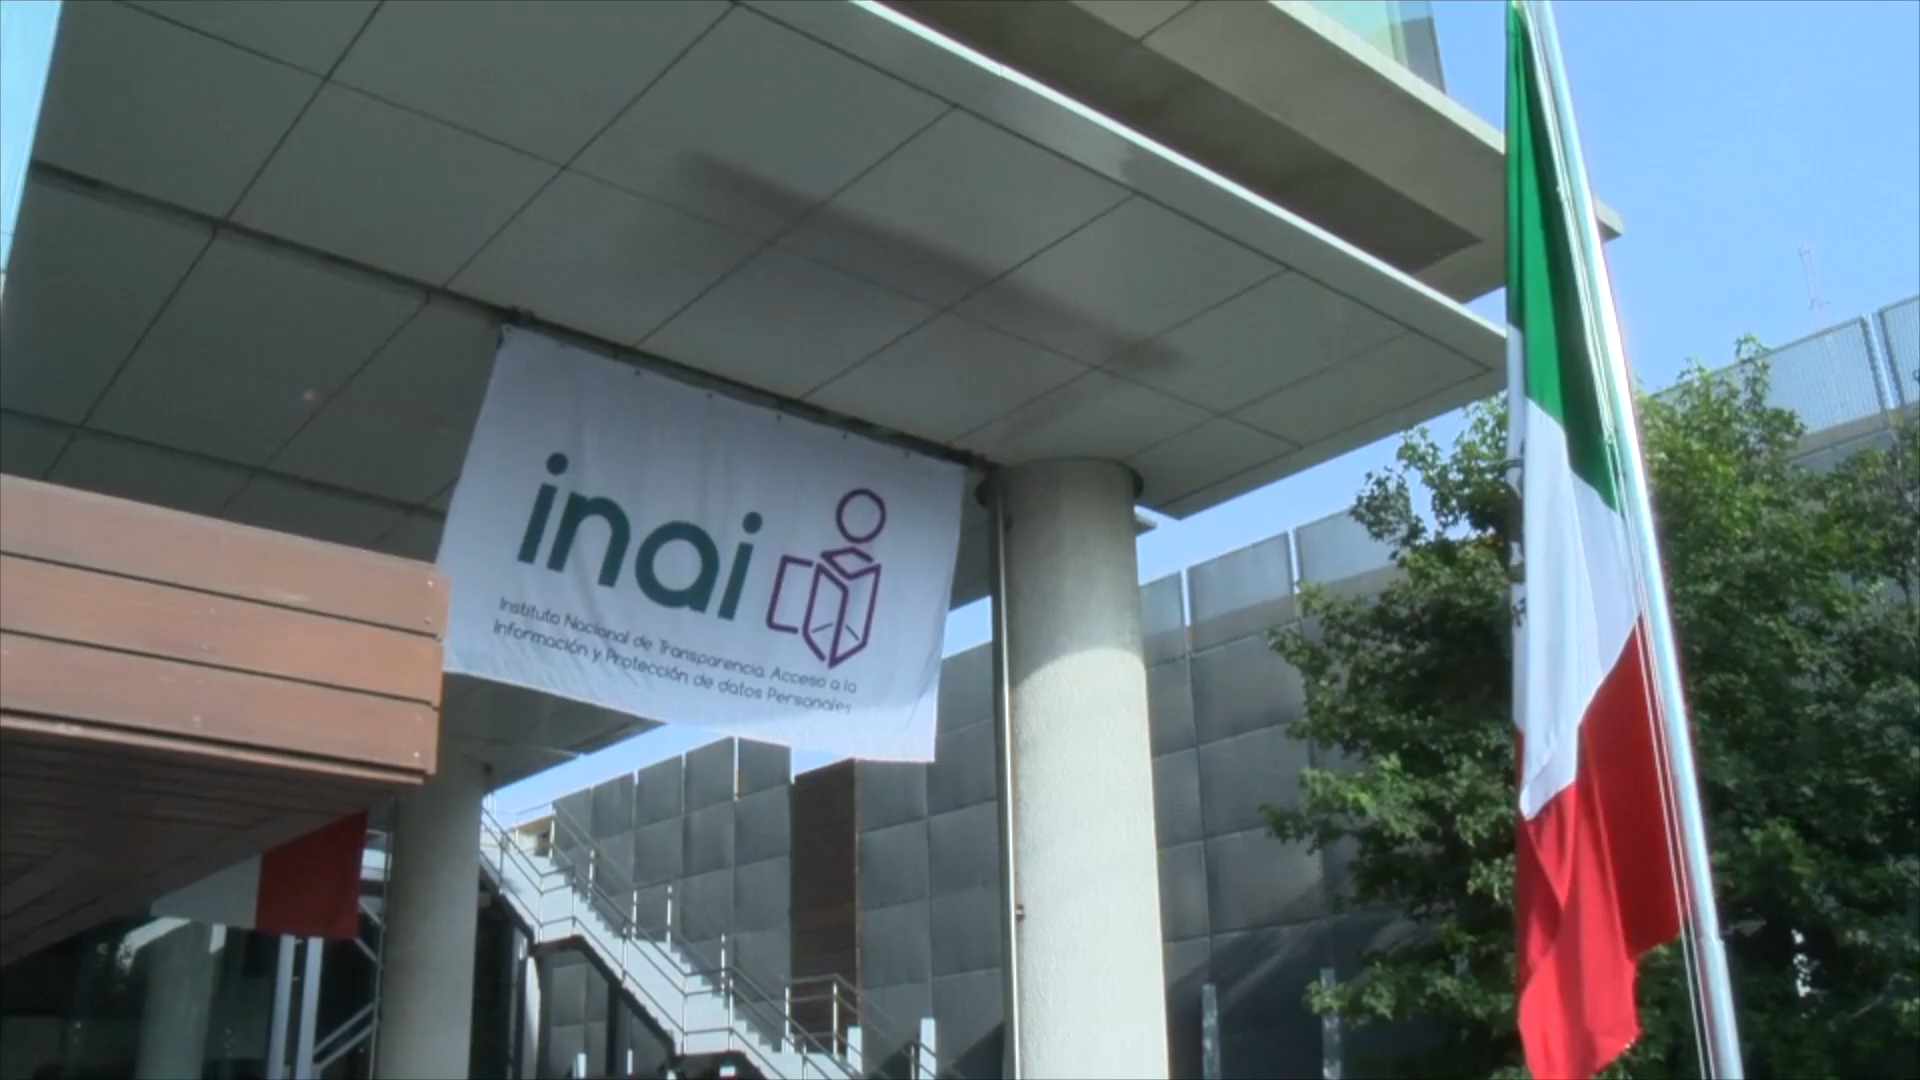 inai
Instituto Nacional de Transparencia, Acceso a la
Información y Protección de datos Personales